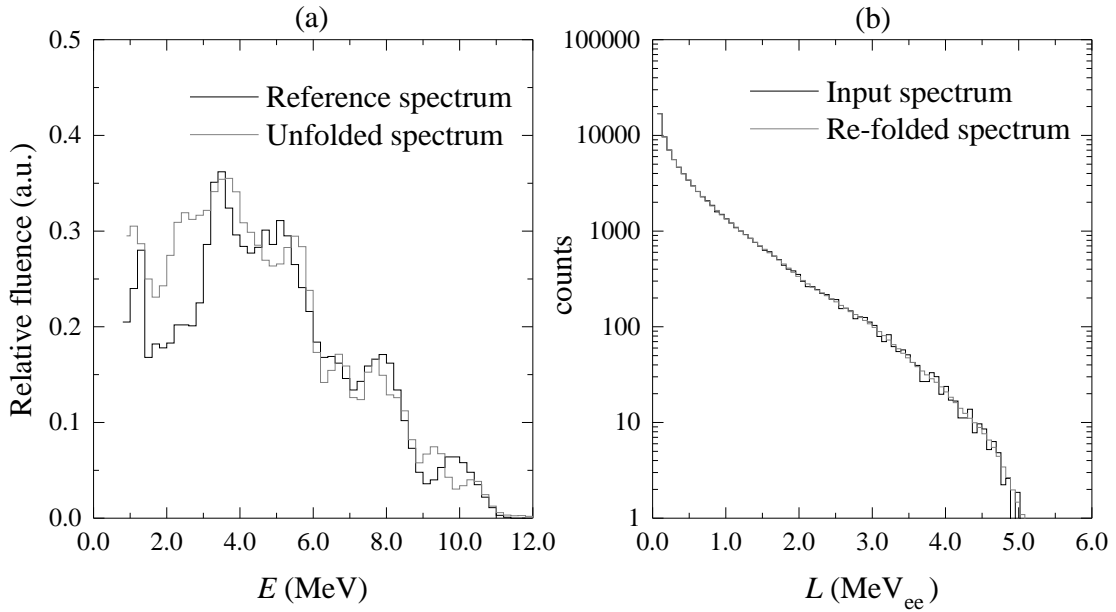 (a)
0.5
0.4
0.3
0.2
0.1
0.0
Relative fluence (a.u.)
Reference spectrum
Unfolded spectrum
0.0 2.0 4.0 6.0 8.0 10.0 12.0
E (MeV)
(b)
100000
10000
1000
100
10
1
counts
Input spectrum
Re-folded spectrum
0.0 1.0 2.0 3.0 4.0 5.0 6.0
L (MeVee)